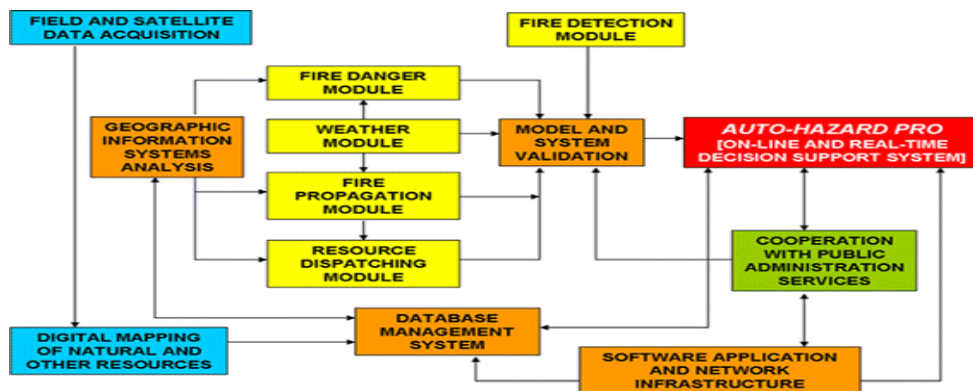 FIELD AND SATELLITE
DATA ACQUISITION
FIRE DETECTION
MODULE
FIRE DANGER
MODULE
GEOGRAPHIC
INFORMATION
SYSTEMS
ANALYSIS
WEATHER
MODULE
MODEL AND
SYSTEM
VALIDATION
AUTO-HAZARD PRO
[ON-LINE AND REAL-TIME
DECISION SUPPORT SYSTEM]
FIRE
PROPAGATION
MODULE
RESOURCE
DISPATCHING
MODULE
COOPERATION
WITH PUBLIC
ADMINISTRATION
SERVICES
DATABASE
MANAGEMENT
SYSTEM
DIGITAL MAPPING
OF NATURAL AND
OTHER RESOURCES
SOFTWARE APPLICATION
AND NETWORK
INFRASTRUCTURE